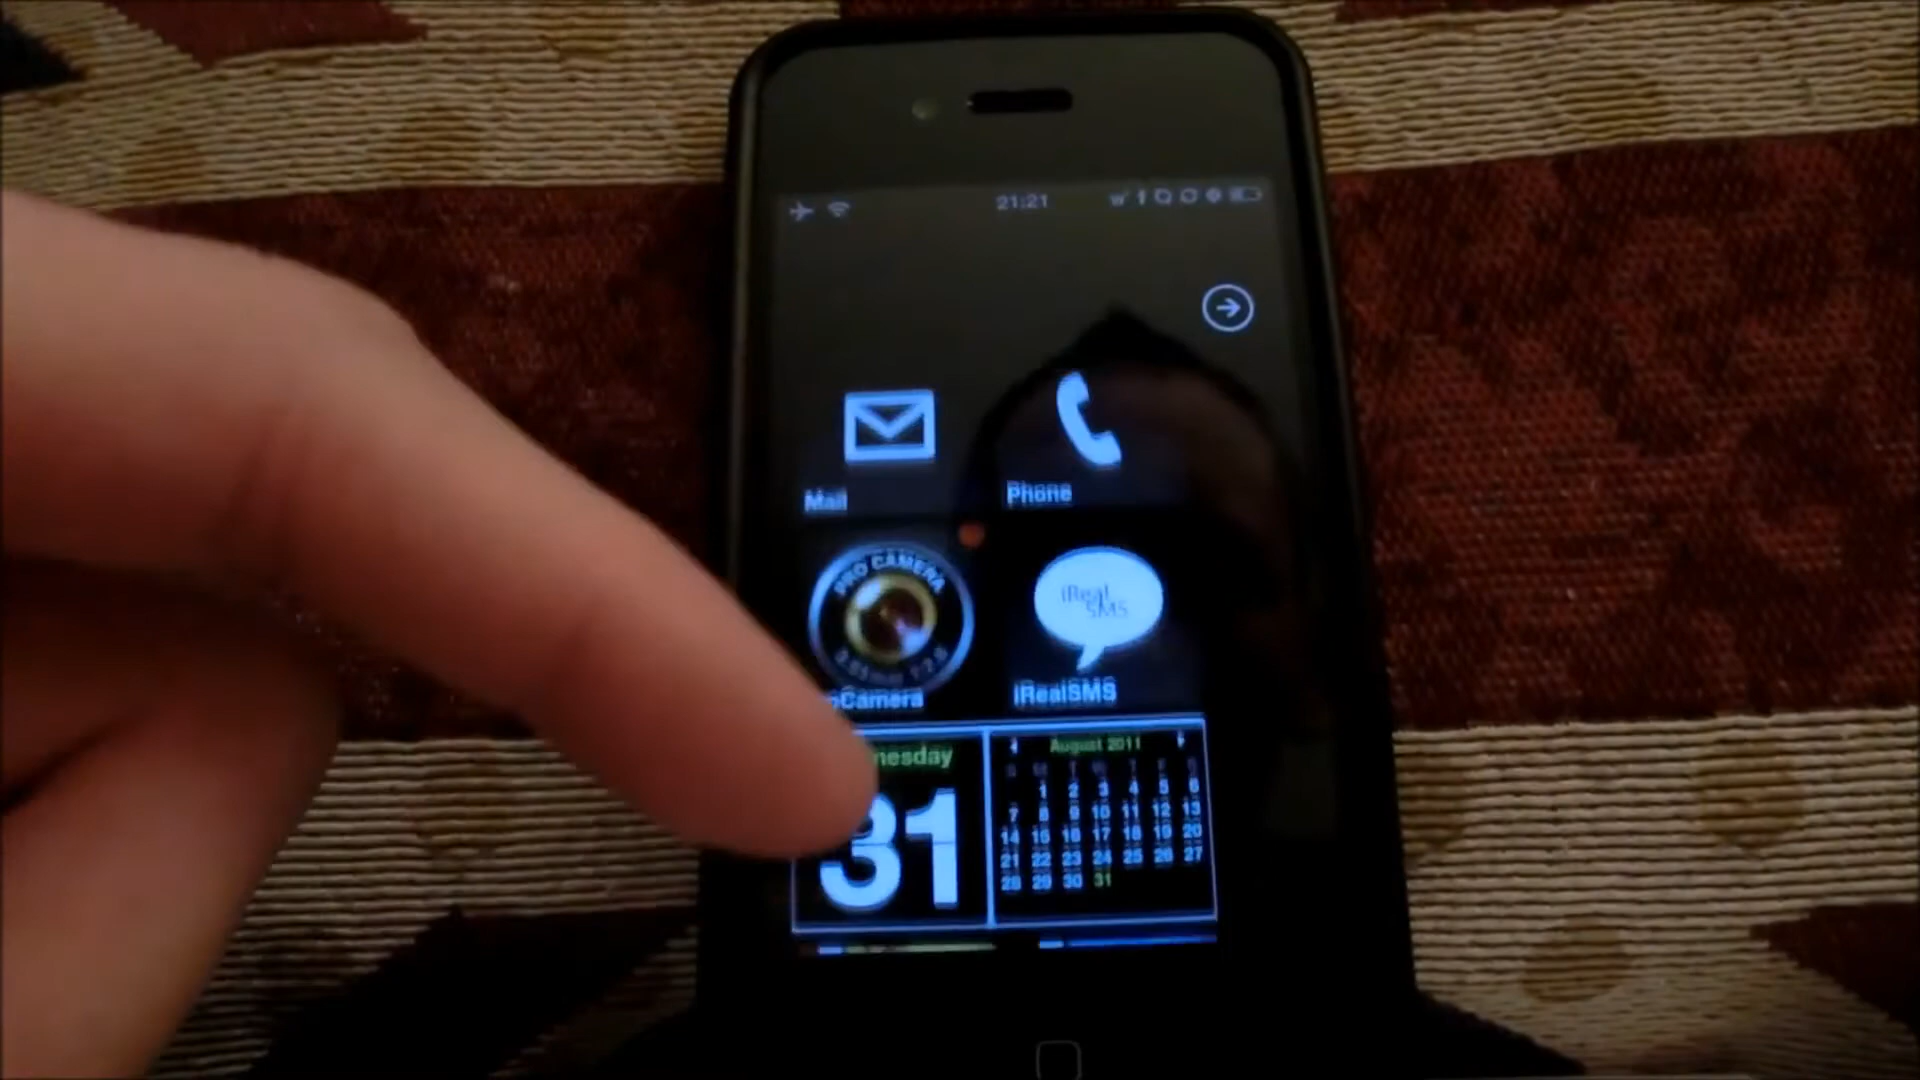 21:21
Mail
Phone
PRO CAMERA
iReal
SMS
oCamera
iRealSMS
nesday
August 2011
S M T W T F S
1 2 3 4 5 6
7 8 9 10 11 12 13
14 15 16 17 18 19 20
21 22 23 24 25 26 27
28 29 30 31
31